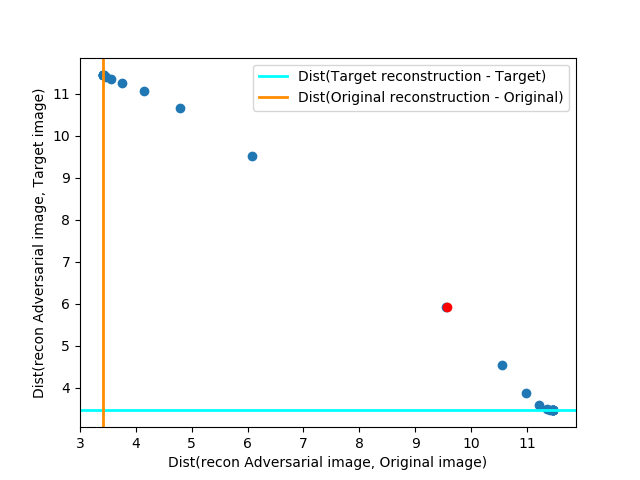 Dist(Target reconstruction - Target)
Dist(Original reconstruction - Original)
Dist(recon Adversarial image, Target image)
11
10
9
8
7
6
5
4
3 4 5 6 7 8 9 10 11
Dist(recon Adversarial image, Original image)